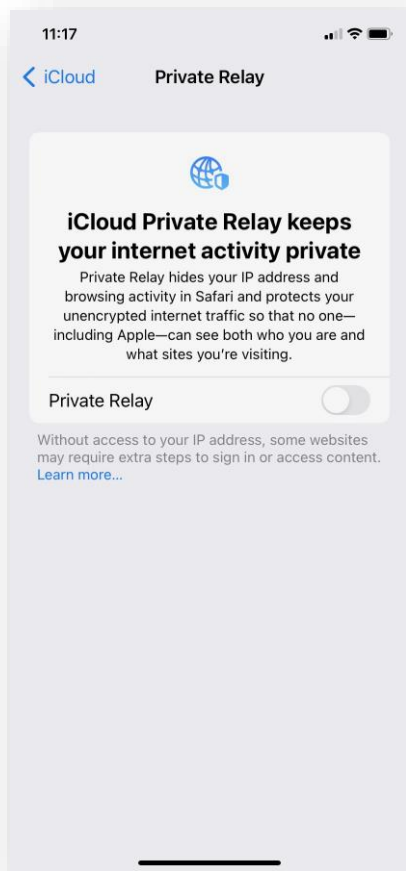 11:17
iCloud
Private Relay
iCloud Private Relay keeps
your internet activity private
Private Relay hides your IP address and
browsing activity in Safari and protects your
unencrypted internet traffic so that no one—
including Apple—can see both who you are and
what sites you're visiting.
Private Relay
Without access to your IP address, some websites
may require extra steps to sign in or access content.
Learn more...